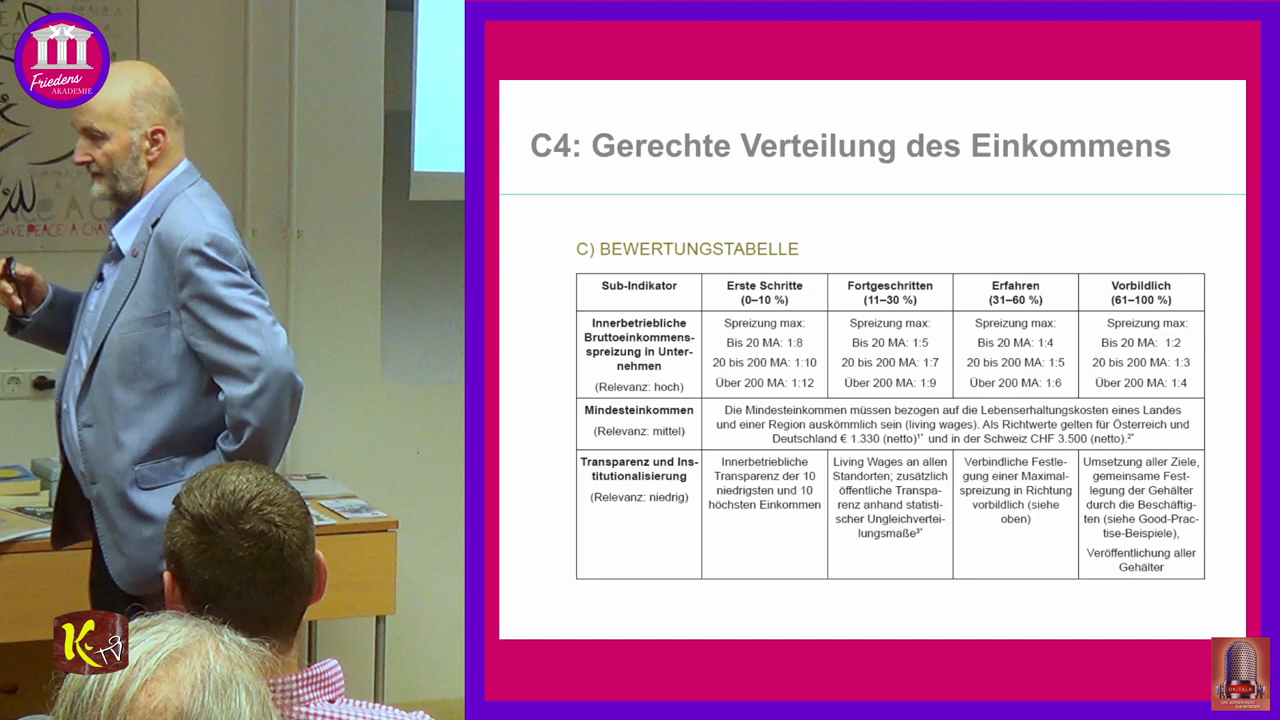 Friedens
AKADEMIE
GIVE PEACE A CHAN
K
TV
C4: Gerechte Verteilung des Einkommens
C) BEWERTUNGSTABELLE
Sub-Indikator
Erste Schritte
(0–10 %)
Fortgeschritten
(11–30 %)
Erfahren
(31–60 %)
Vorbildlich
(61–100 %)
Innerbetriebliche
Bruttoeinkommens-
spreizung in Unter-
nehmen
(Relevanz: hoch)
Spreizung max:
Bis 20 MA: 1:8
20 bis 200 MA: 1:10
Über 200 MA: 1:12
Spreizung max:
Bis 20 MA: 1:5
20 bis 200 MA: 1:7
Über 200 MA: 1:9
Spreizung max:
Bis 20 MA: 1:4
20 bis 200 MA: 1:5
Über 200 MA: 1:6
Spreizung max:
Bis 20 MA: 1:2
20 bis 200 MA: 1:3
Über 200 MA: 1:4
Mindesteinkommen
(Relevanz: mittel)
Die Mindesteinkommen müssen bezogen auf die Lebenserhaltungskosten eines Landes
und einer Region auskömmlich sein (living wages). Als Richtwerte gelten für Österreich und
Deutschland € 1.330 (netto)¹* und in der Schweiz CHF 3.500 (netto).²*
Transparenz und Ins-
titutionalisierung
(Relevanz: niedrig)
Innerbetriebliche
Transparenz der 10
niedrigsten und 10
höchsten Einkommen
Living Wages an allen
Standorten; zusätzlich
öffentliche Transpa-
renz anhand statisti-
scher Ungleichvertei-
lungsmaße³*
Verbindliche Festle-
gung einer Maximal-
spreizung in Richtung
vorbildlich (siehe
oben)
Umsetzung aller Ziele,
gemeinsame Fest-
legung der Gehälter
durch die Beschäftig-
ten (siehe Good-Prac-
tise-Beispiele),
Veröffentlichung aller
Gehälter
OKiTALK